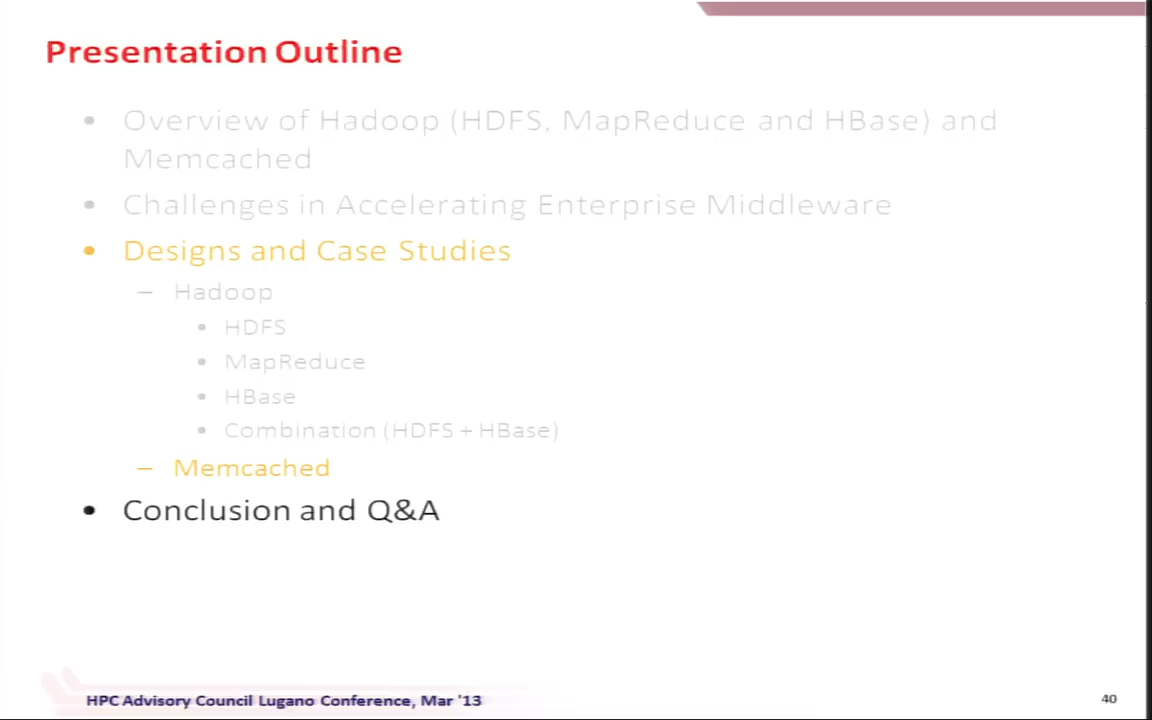 Presentation Outline
• Overview of Hadoop (HDFS, MapReduce and HBase) and
Memcached
• Challenges in Accelerating Enterprise Middleware
• Designs and Case Studies
– Hadoop
• HDFS
• MapReduce
• HBase
• Combination (HDFS + HBase)
– Memcached
• Conclusion and Q&A
HPC Advisory Council Lugano Conference, Mar '13
40